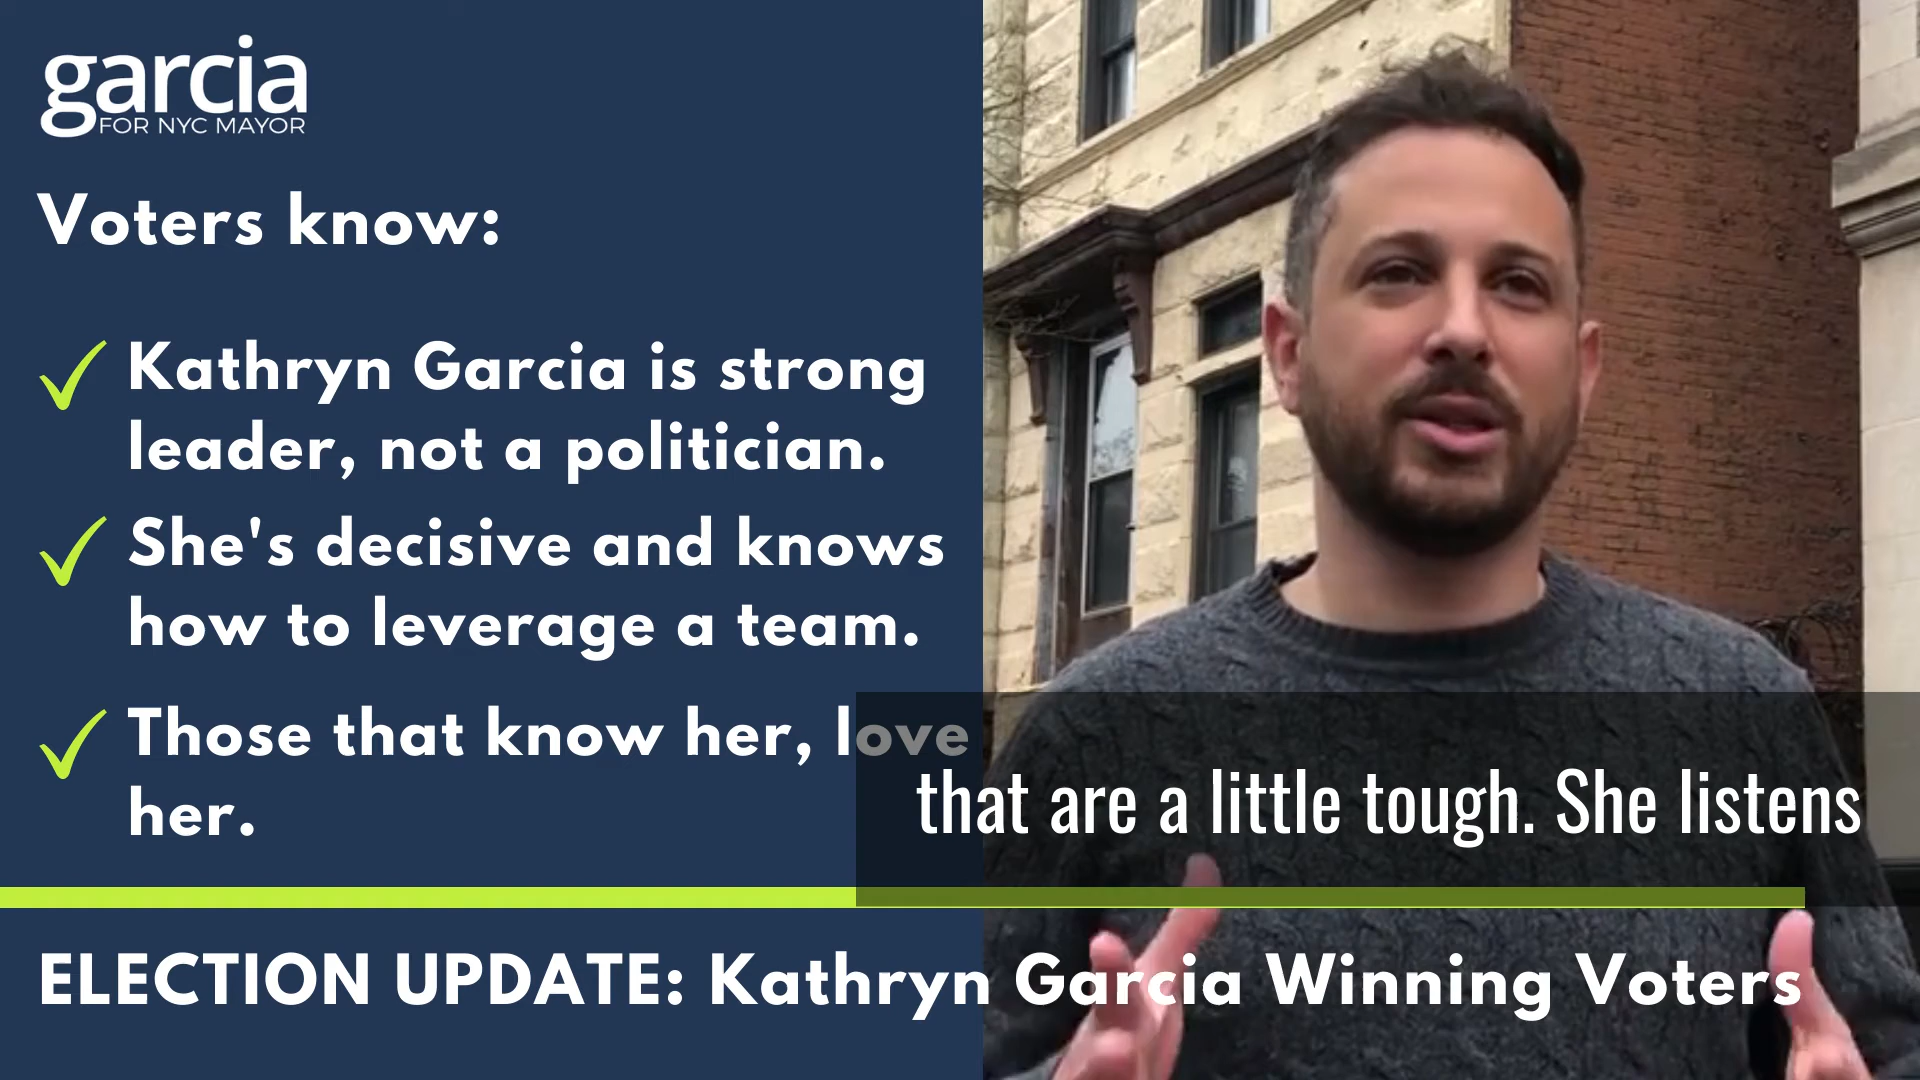 garcia
FOR NYC MAYOR
Voters know:
Kathryn Garcia is strong
leader, not a politician.
She's decisive and knows
how to leverage a team.
Those that know her, love
her.
that are a little tough. She listens
ELECTION UPDATE: Kathryn Garcia Winning Voters